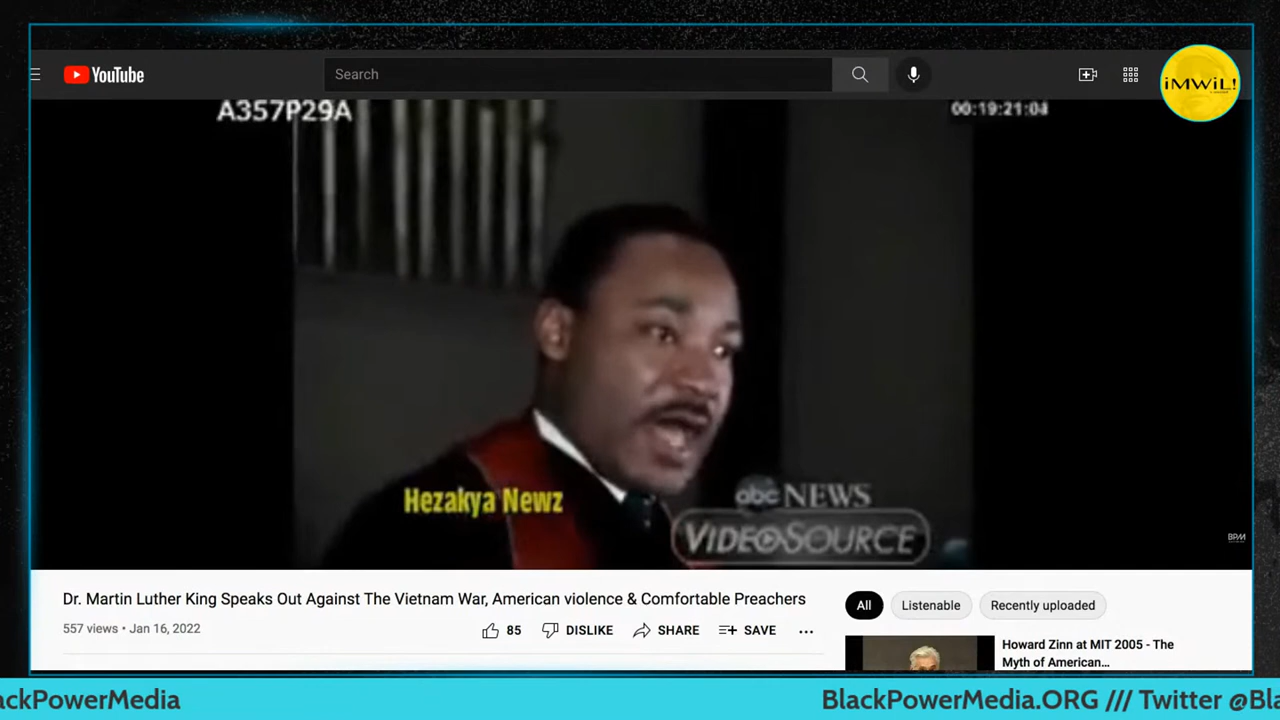 YouTube
Search
iMWiL!
A357P29A
00:19:21:04
Hezakya Newz
abc NEWS
VIDEOSOURCE
BPM
Dr. Martin Luther King Speaks Out Against The Vietnam War, American violence & Comfortable Preachers
557 views • Jan 16, 2022
85
DISLIKE
SHARE
SAVE
All
Listenable
Recently uploaded
Howard Zinn at MIT 2005 - The
Myth of American...
ackPowerMedia
BlackPowerMedia.ORG /// Twitter @Bla